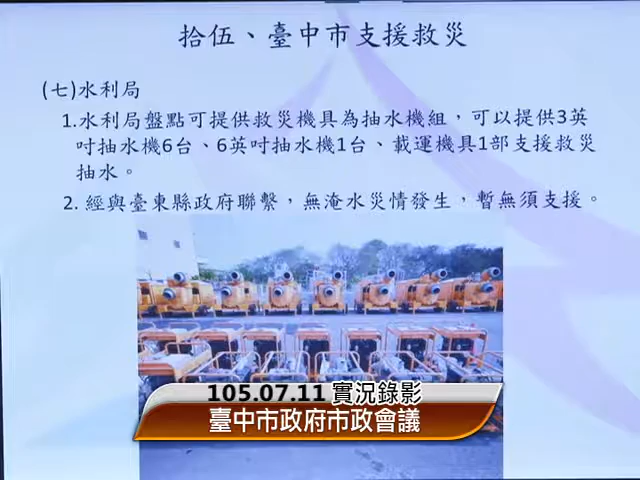 拾伍、臺中市支援救災
(七)水利局
1.水利局盤點可提供救災機具為抽水機組，可以提供3英
吋抽水機6台、6英吋抽水機1台、載運機具1部支援救災
抽水。
2. 經與臺東縣政府聯繫，無淹水災情發生，暫無須支援。
105.07.11 實況錄影
臺中市政府市政會議